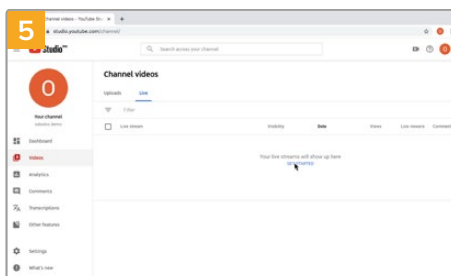 5
Channel videos - YouTube St
studio.youtube.com/channel/
Studio
Search across your channel
O
O
Your channel
Channel videos
Uploads
Live
Filter
Live stream
Visibility
Date
Views
Live viewers
Comments
Your live streams will show up here
GET STARTED
Dashboard
Videos
Analytics
Comments
Transcriptions
Other features
Settings
What's new